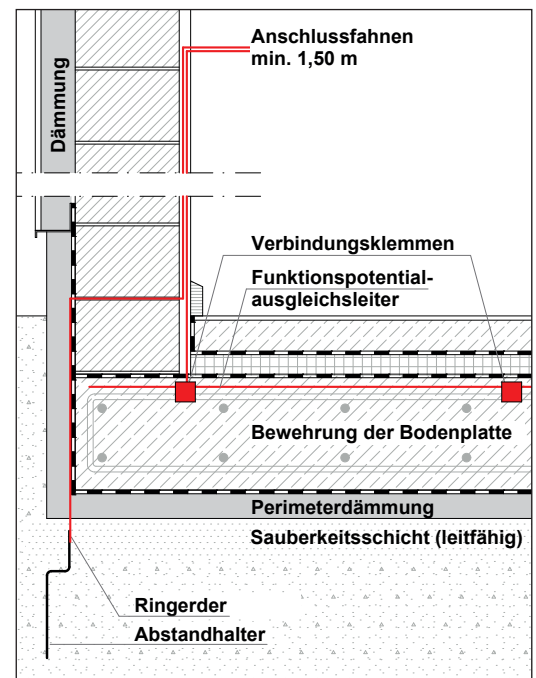 Anschlussfahnen
min. 1,50 m
Dämmung
Verbindungsklemmen
Funktionspotential-
ausgleichsleiter
Bewehrung der Bodenplatte
Perimeterdämmung
Sauberkeitsschicht (leitfähig)
Ringerder
Abstandhalter